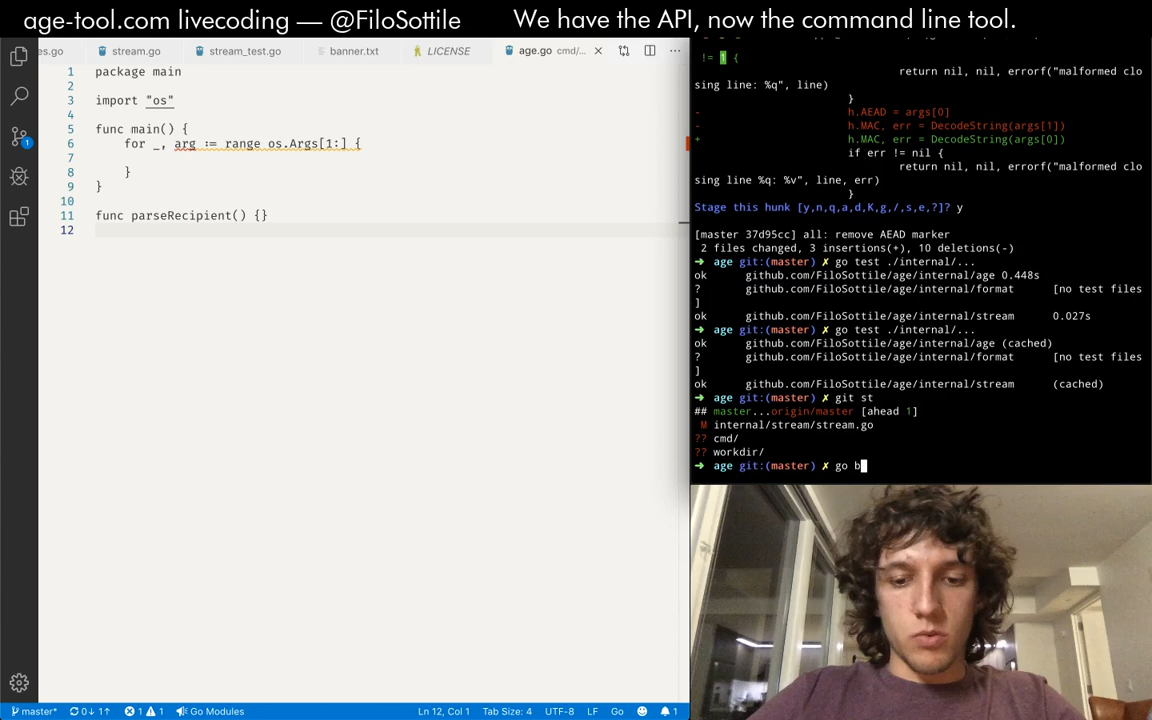 age-tool.com livecoding — @FiloSottile
We have the API, now the command line tool.
es.go
stream.go
stream_test.go
banner.txt
LICENSE
age.go cmd/...
1 package main
2
3 import "os"
4
5 func main() {
6 for _, arg := range os.Args[1:] {
7
8 }
9 }
10
11 func parseRecipient() {}
12
!= 1 {
return nil, nil, errorf("malformed clo
sing line: %q", line)
}
- h.AEAD = args[0]
- h.MAC, err = DecodeString(args[1])
+ h.MAC, err = DecodeString(args[0])
if err != nil {
return nil, nil, errorf("malformed clo
sing line %q: %v", line, err)
}
Stage this hunk [y,n,q,a,d,K,g,/,s,e,?]? y
[master 37d95cc] all: remove AEAD marker
2 files changed, 3 insertions(+), 10 deletions(-)
➜ age git:(master) ✗ go test ./internal/...
ok github.com/FiloSottile/age/internal/age 0.448s
? github.com/FiloSottile/age/internal/format [no test files
]
ok github.com/FiloSottile/age/internal/stream 0.027s
➜ age git:(master) ✗ go test ./internal/...
ok github.com/FiloSottile/age/internal/age (cached)
? github.com/FiloSottile/age/internal/format [no test files
]
ok github.com/FiloSottile/age/internal/stream (cached)
➜ age git:(master) ✗ git st
## master...origin/master [ahead 1]
M internal/stream/stream.go
?? cmd/
?? workdir/
➜ age git:(master) ✗ go b
1
master* 0↓ 1↑ 1 1 Go Modules
Ln 12, Col 1 Tab Size: 4 UTF-8 LF Go 1